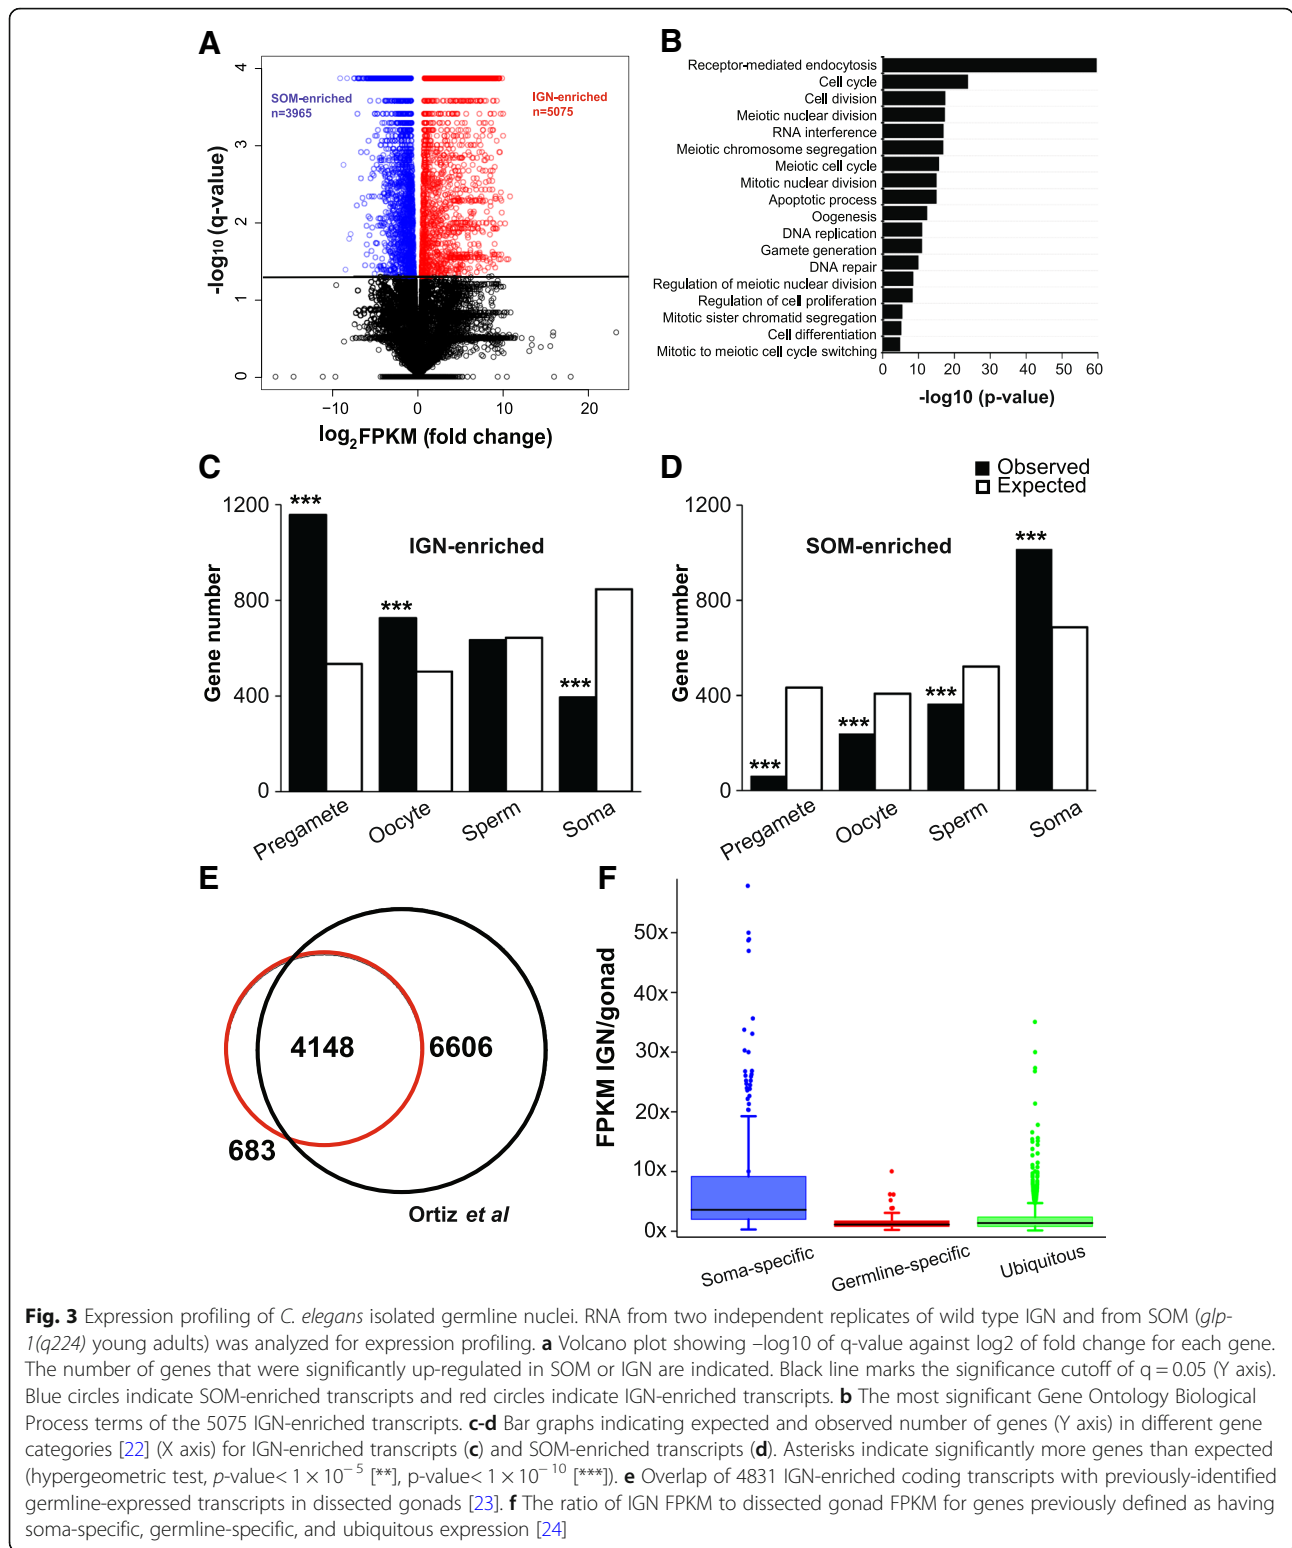 A
4
3
2
1
0
-log10 (q-value)
SOM-enriched
n=3965
IGN-enriched
n=5075
−10
0
10
20
log2FPKM (fold change)
B
Receptor-mediated endocytosis
Cell cycle
Cell division
Meiotic nuclear division
RNA interference
Meiotic chromosome segregation
Meiotic cell cycle
Mitotic nuclear division
Apoptotic process
Oogenesis
DNA replication
Gamete generation
DNA repair
Regulation of meiotic nuclear division
Regulation of cell proliferation
Mitotic sister chromatid segregation
Cell differentiation
Mitotic to meiotic cell cycle switching
0 10 20 30 40 50 60
-log10 (p-value)
C
1200
800
400
0
Gene number
IGN-enriched
***
***
***
Pregamete
Oocyte
Sperm
Soma
D
Observed
Expected
1200
800
400
0
Gene number
SOM-enriched
***
***
***
***
Pregamete
Oocyte
Sperm
Soma
E
4148
6606
683
Ortiz et al
F
50x
40x
30x
20x
10x
0x
FPKM IGN/gonad
Soma-specific
Germline-specific
Ubiquitous
Fig. 3 Expression profiling of C. elegans isolated germline nuclei. RNA from two independent replicates of wild type IGN and from SOM (glp-
1(q224) young adults) was analyzed for expression profiling. a Volcano plot showing –log10 of q-value against log2 of fold change for each gene.
The number of genes that were significantly up-regulated in SOM or IGN are indicated. Black line marks the significance cutoff of q = 0.05 (Y axis).
Blue circles indicate SOM-enriched transcripts and red circles indicate IGN-enriched transcripts. b The most significant Gene Ontology Biological
Process terms of the 5075 IGN-enriched transcripts. c-d Bar graphs indicating expected and observed number of genes (Y axis) in different gene
categories [22] (X axis) for IGN-enriched transcripts (c) and SOM-enriched transcripts (d). Asterisks indicate significantly more genes than expected
(hypergeometric test, p-value< 1 × 10⁻⁵ [**], p-value< 1 × 10⁻¹⁰ [***]). e Overlap of 4831 IGN-enriched coding transcripts with previously-identified
germline-expressed transcripts in dissected gonads [23]. f The ratio of IGN FPKM to dissected gonad FPKM for genes previously defined as having
soma-specific, germline-specific, and ubiquitous expression [24]